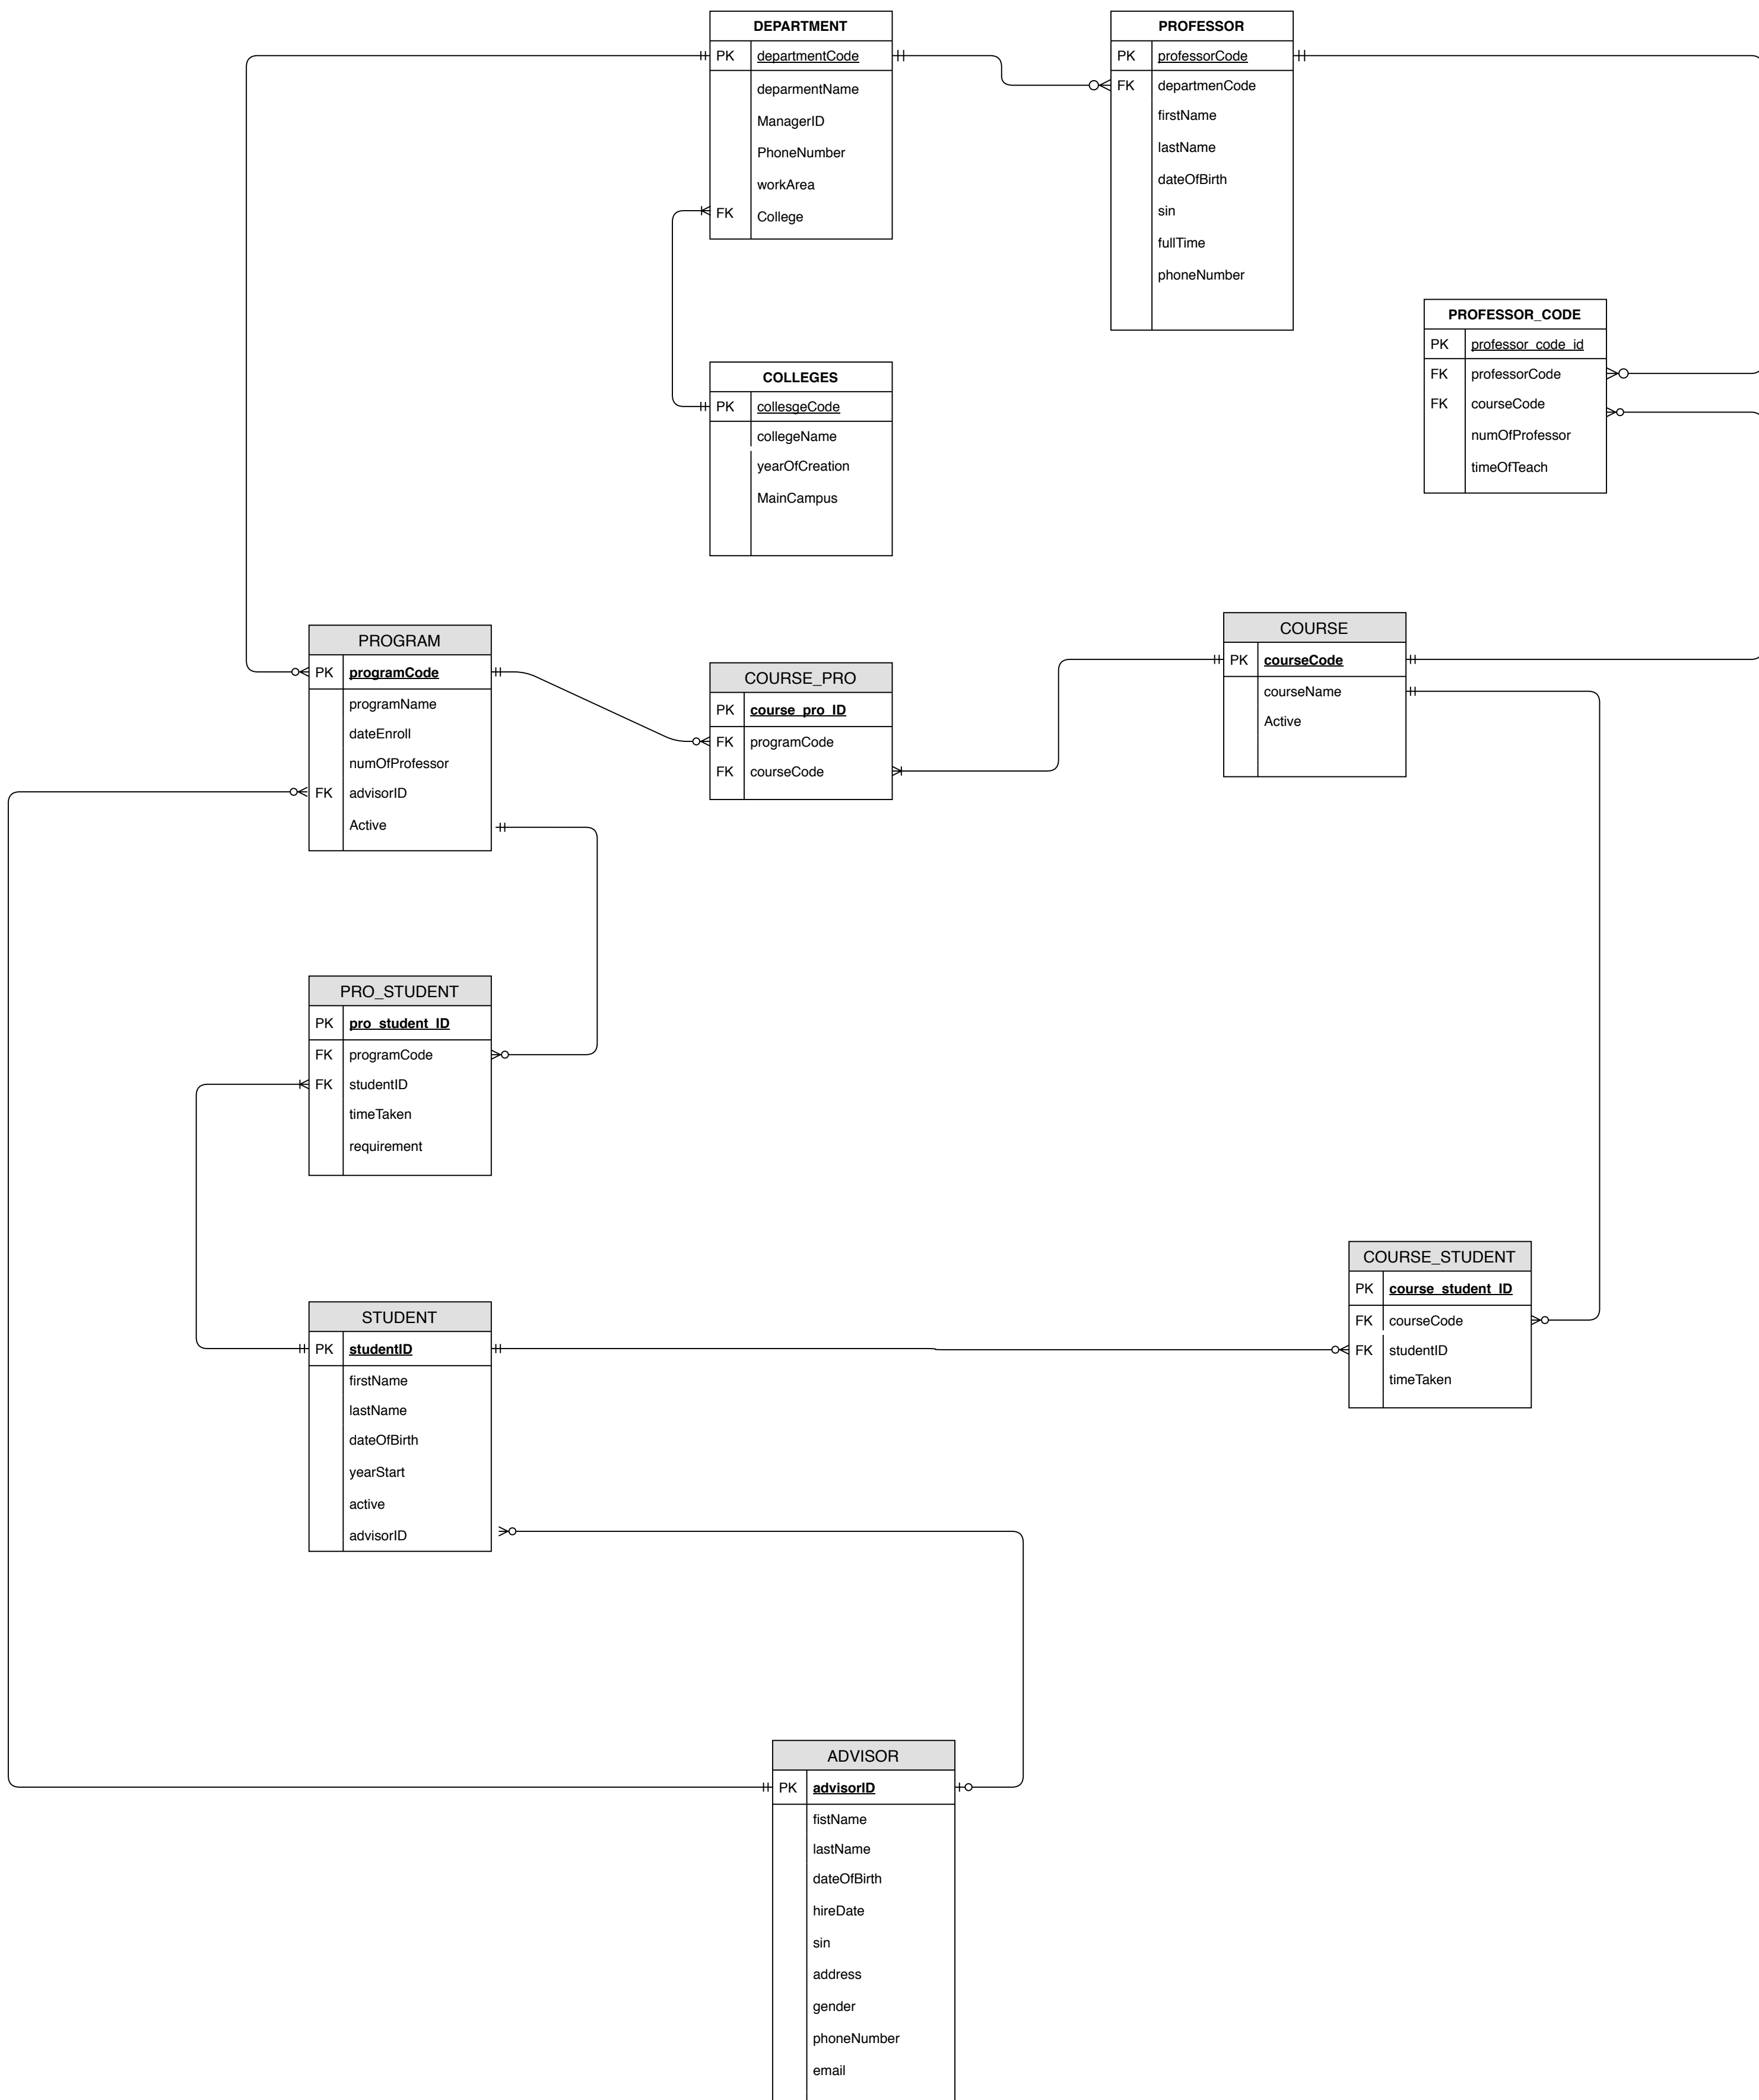 DEPARTMENT
PK departmentCode
deparmentName
ManagerID
PhoneNumber
workArea
FK College
PROFESSOR
PK professorCode
FK departmenCode
firstName
lastName
dateOfBirth
sin
fullTime
phoneNumber
PROFESSOR_CODE
PK professor_code_id
FK professorCode
FK courseCode
numOfProfessor
timeOfTeach
COLLEGES
PK collesgeCode
collegeName
yearOfCreation
MainCampus
PROGRAM
PK programCode
programName
dateEnroll
numOfProfessor
FK advisorID
Active
COURSE_PRO
PK course_pro_ID
FK programCode
FK courseCode
COURSE
PK courseCode
courseName
Active
PRO_STUDENT
PK pro_student_ID
FK programCode
FK studentID
timeTaken
requirement
STUDENT
PK studentID
firstName
lastName
dateOfBirth
yearStart
active
advisorID
COURSE_STUDENT
PK course_student_ID
FK courseCode
FK studentID
timeTaken
ADVISOR
PK advisorID
fistName
lastName
dateOfBirth
hireDate
sin
address
gender
phoneNumber
email